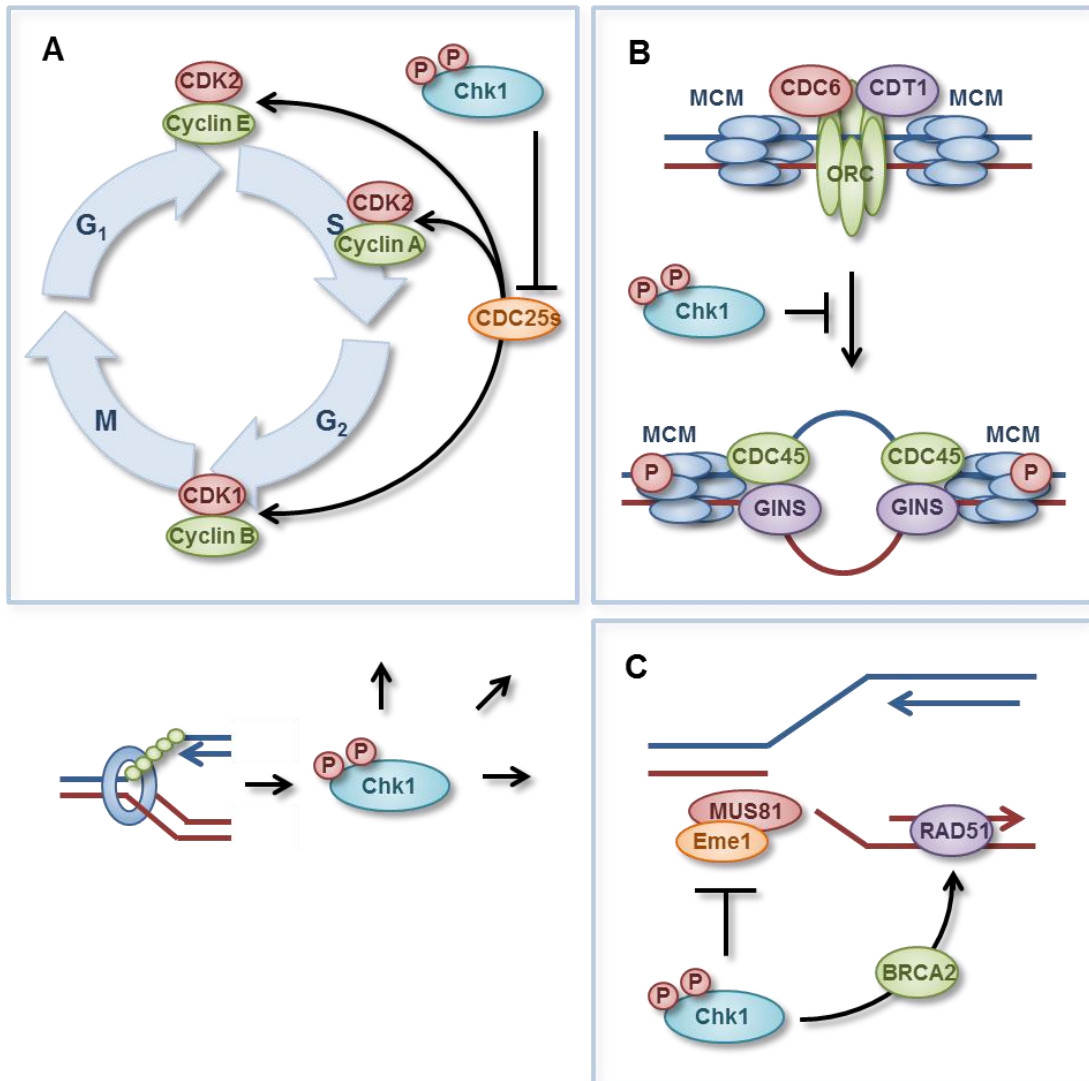 A
P P
Chk1
CDK2
Cyclin E
G1
S
CDK2
Cyclin A
CDC25s
M
G2
CDK1
Cyclin B
B
MCM
CDC6
CDT1
MCM
ORC
P P
Chk1
MCM
CDC45
CDC45
MCM
P
P
GINS
GINS
P P
Chk1
C
MUS81
Eme1
RAD51
BRCA2
P P
Chk1